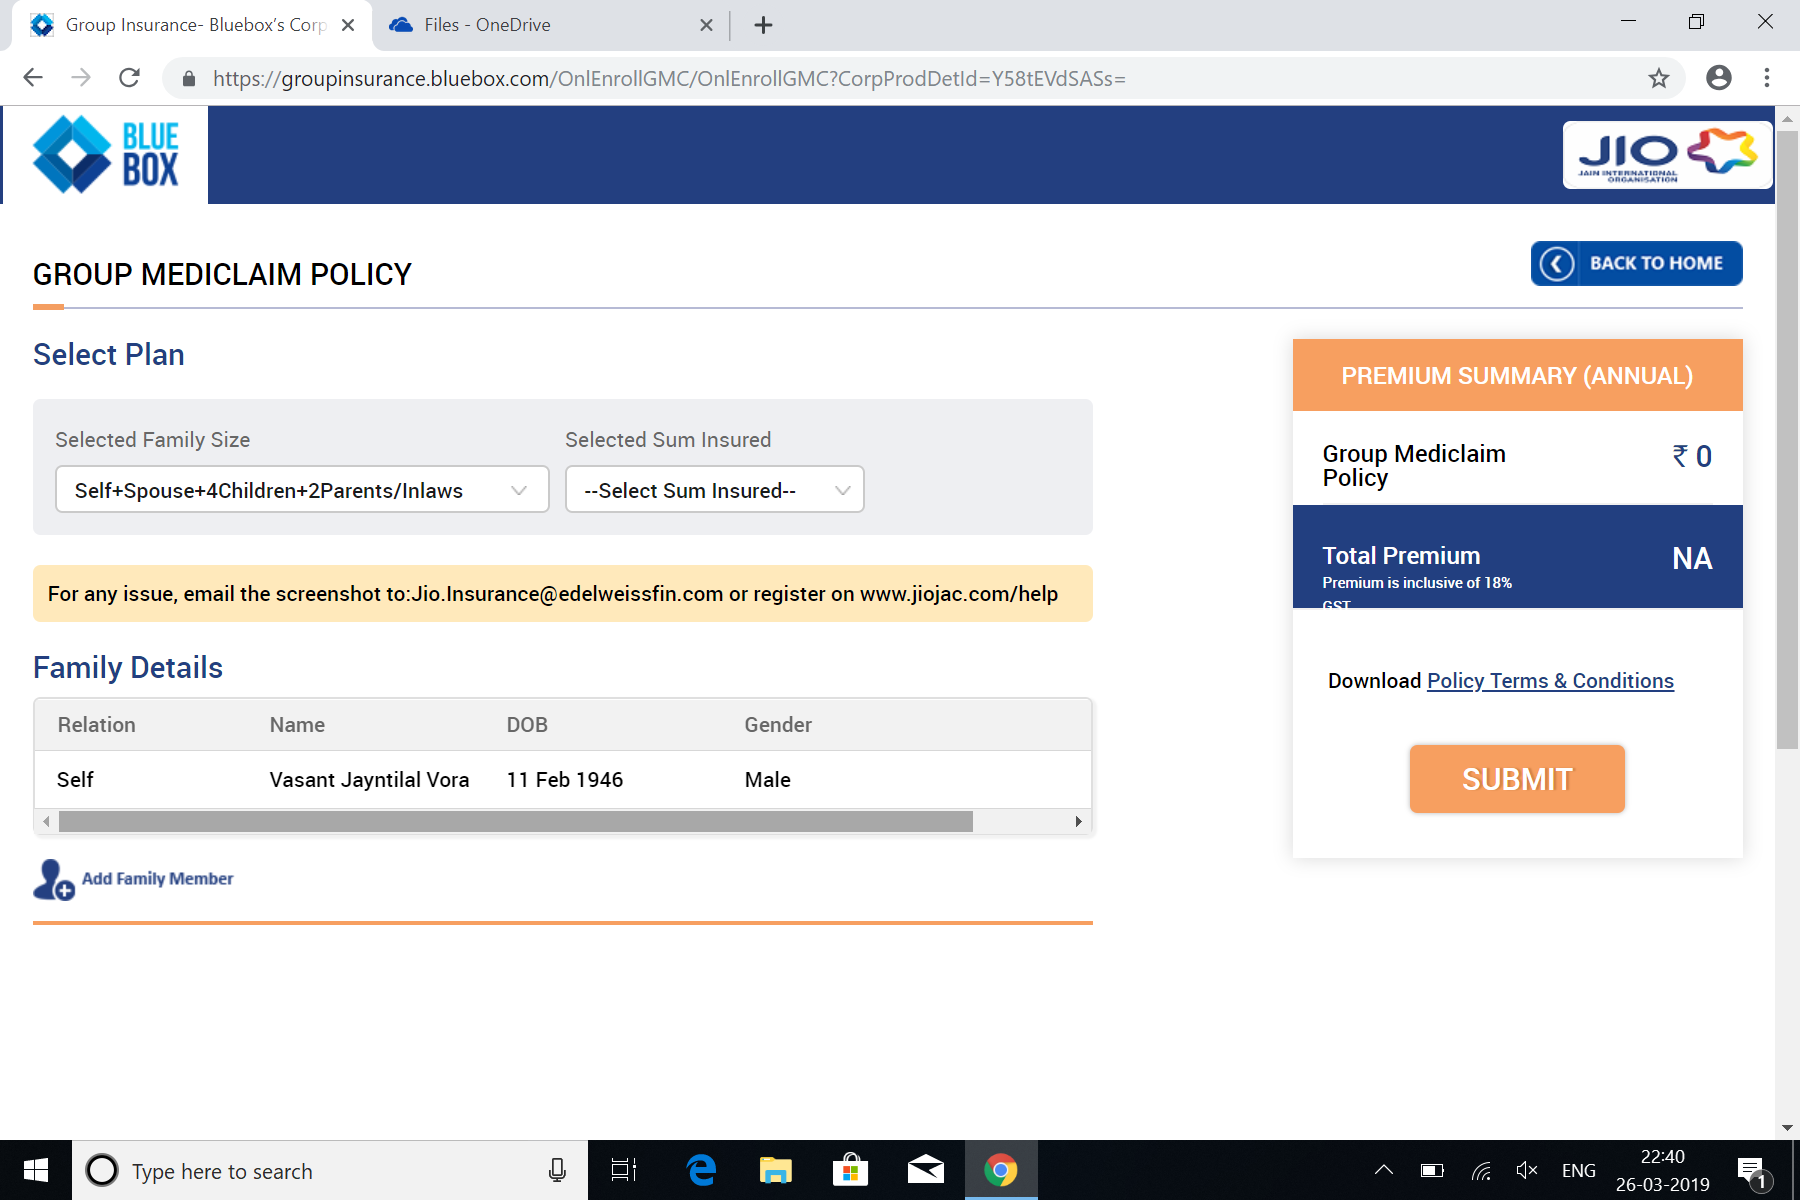 Group Insurance- Bluebox's Corp
Files - OneDrive
https://groupinsurance.bluebox.com/OnlEnrollGMC/OnlEnrollGMC?CorpProdDetId=Y58tEVdSASs=
BLUE
BOX
JIO
JAIN INTERNATIONAL
ORGANISATION
GROUP MEDICLAIM POLICY
BACK TO HOME
Select Plan
Selected Family Size
Selected Sum Insured
Self+Spouse+4Children+2Parents/Inlaws
--Select Sum Insured--
For any issue, email the screenshot to:Jio.Insurance@edelweissfin.com or register on www.jiojac.com/help
Family Details
Relation Name DOB Gender
Self Vasant Jayntilal Vora 11 Feb 1946 Male
Add Family Member
PREMIUM SUMMARY (ANNUAL)
Group Mediclaim
Policy
₹ 0
Total Premium
NA
Premium is inclusive of 18%
GST
Download Policy Terms & Conditions
SUBMIT
Type here to search
ENG
22:40
26-03-2019
1